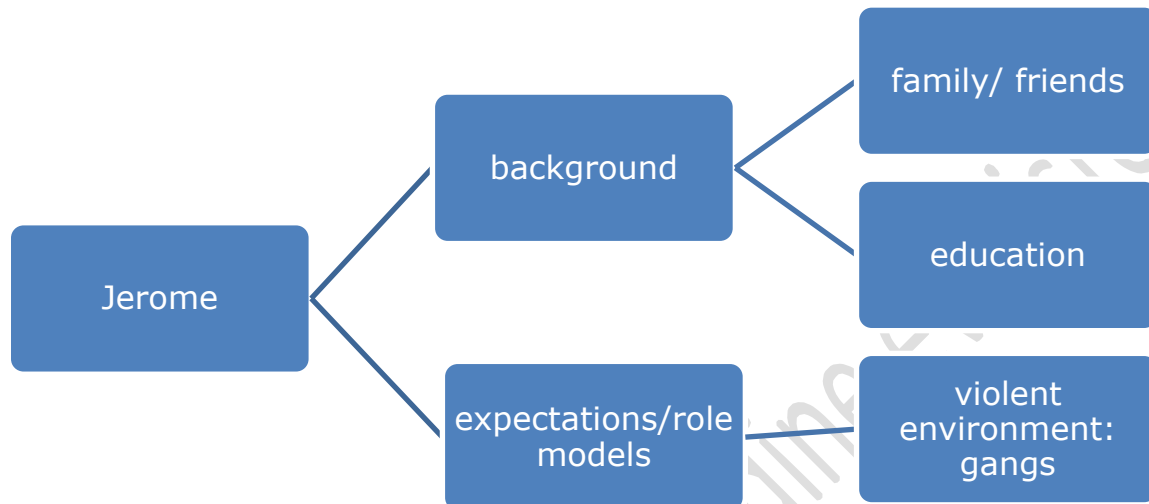 family/ friends
background
education
Jerome
expectations/role
models
violent
environment:
gangs